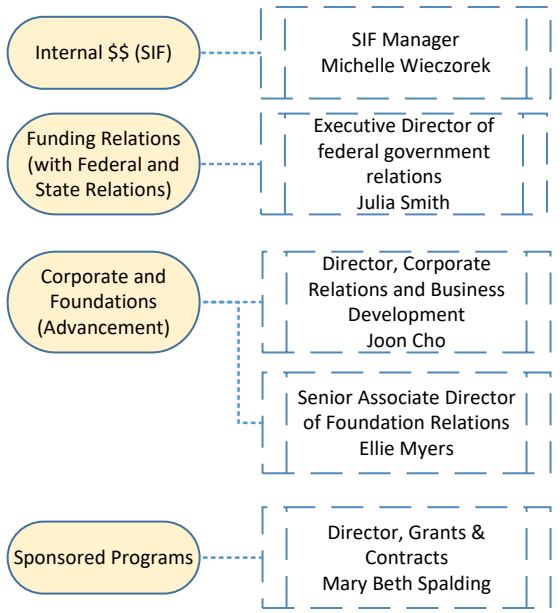 Internal $$ (SIF)
SIF Manager
Michelle Wieczorek
Funding Relations
(with Federal and
State Relations)
Executive Director of
federal government
relations
Julia Smith
Corporate and
Foundations
(Advancement)
Director, Corporate
Relations and Business
Development
Joon Cho
Senior Associate Director
of Foundation Relations
Ellie Myers
Sponsored Programs
Director, Grants &
Contracts
Mary Beth Spalding